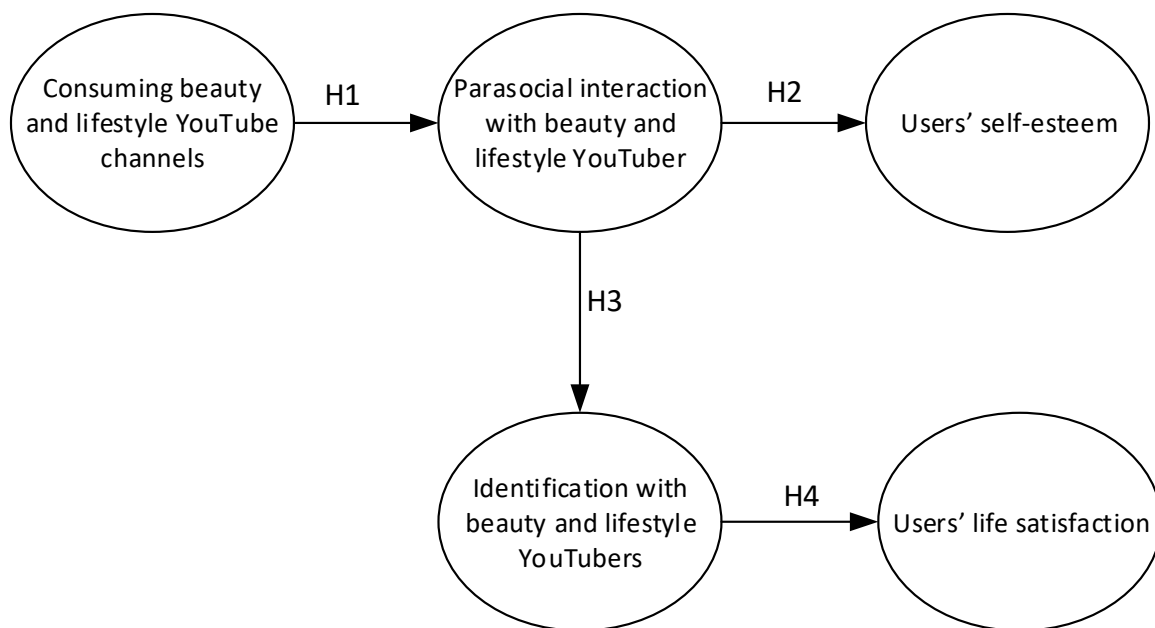 Consuming beauty
and lifestyle YouTube
channels
H1
Parasocial interaction
with beauty and
lifestyle YouTuber
H2
Users’ self-esteem
H3
Identification with
beauty and lifestyle
YouTubers
H4
Users’ life satisfaction